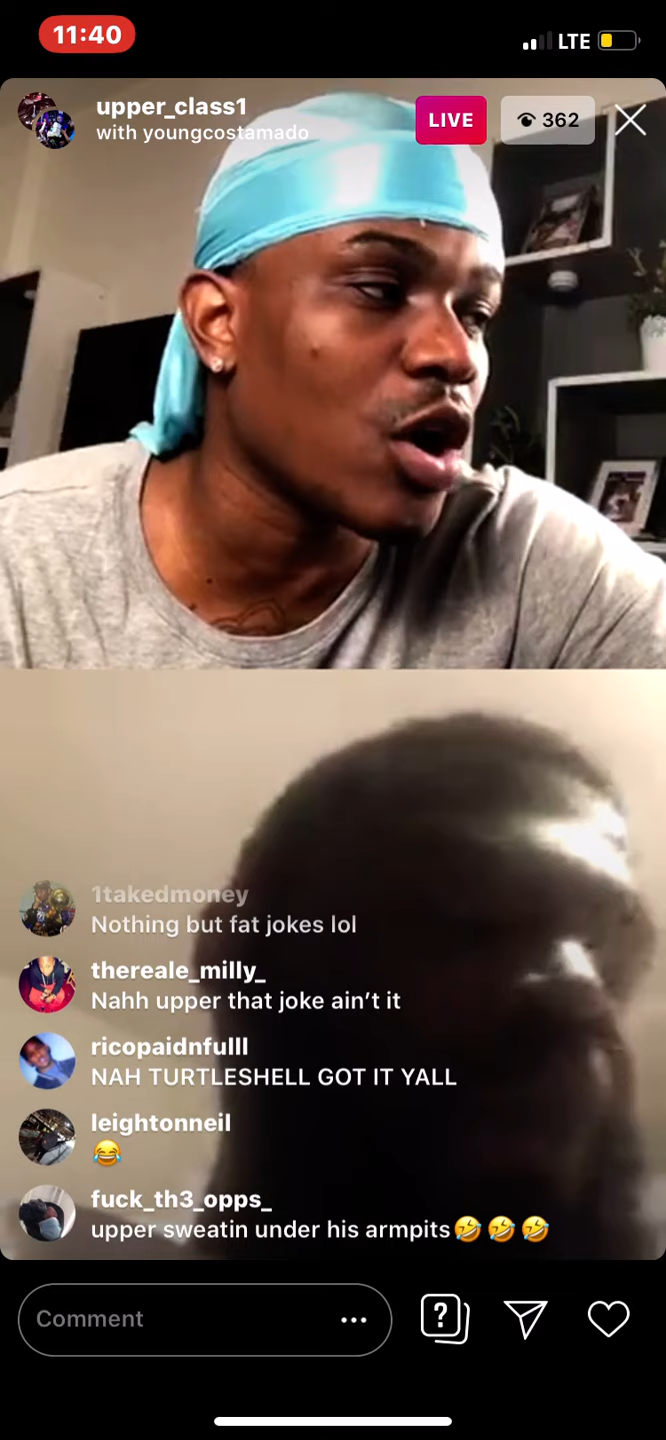 11:40
LTE
upper_class1
with youngcostamado
LIVE
362
1takedmoney
Nothing but fat jokes lol
thereale_milly_
Nahh upper that joke ain’t it
ricopaidnfulll
NAH TURTLESHELL GOT IT YALL
leightonneil
😂
fuck_th3_opps_
upper sweatin under his armpits🤣🤣🤣
Comment